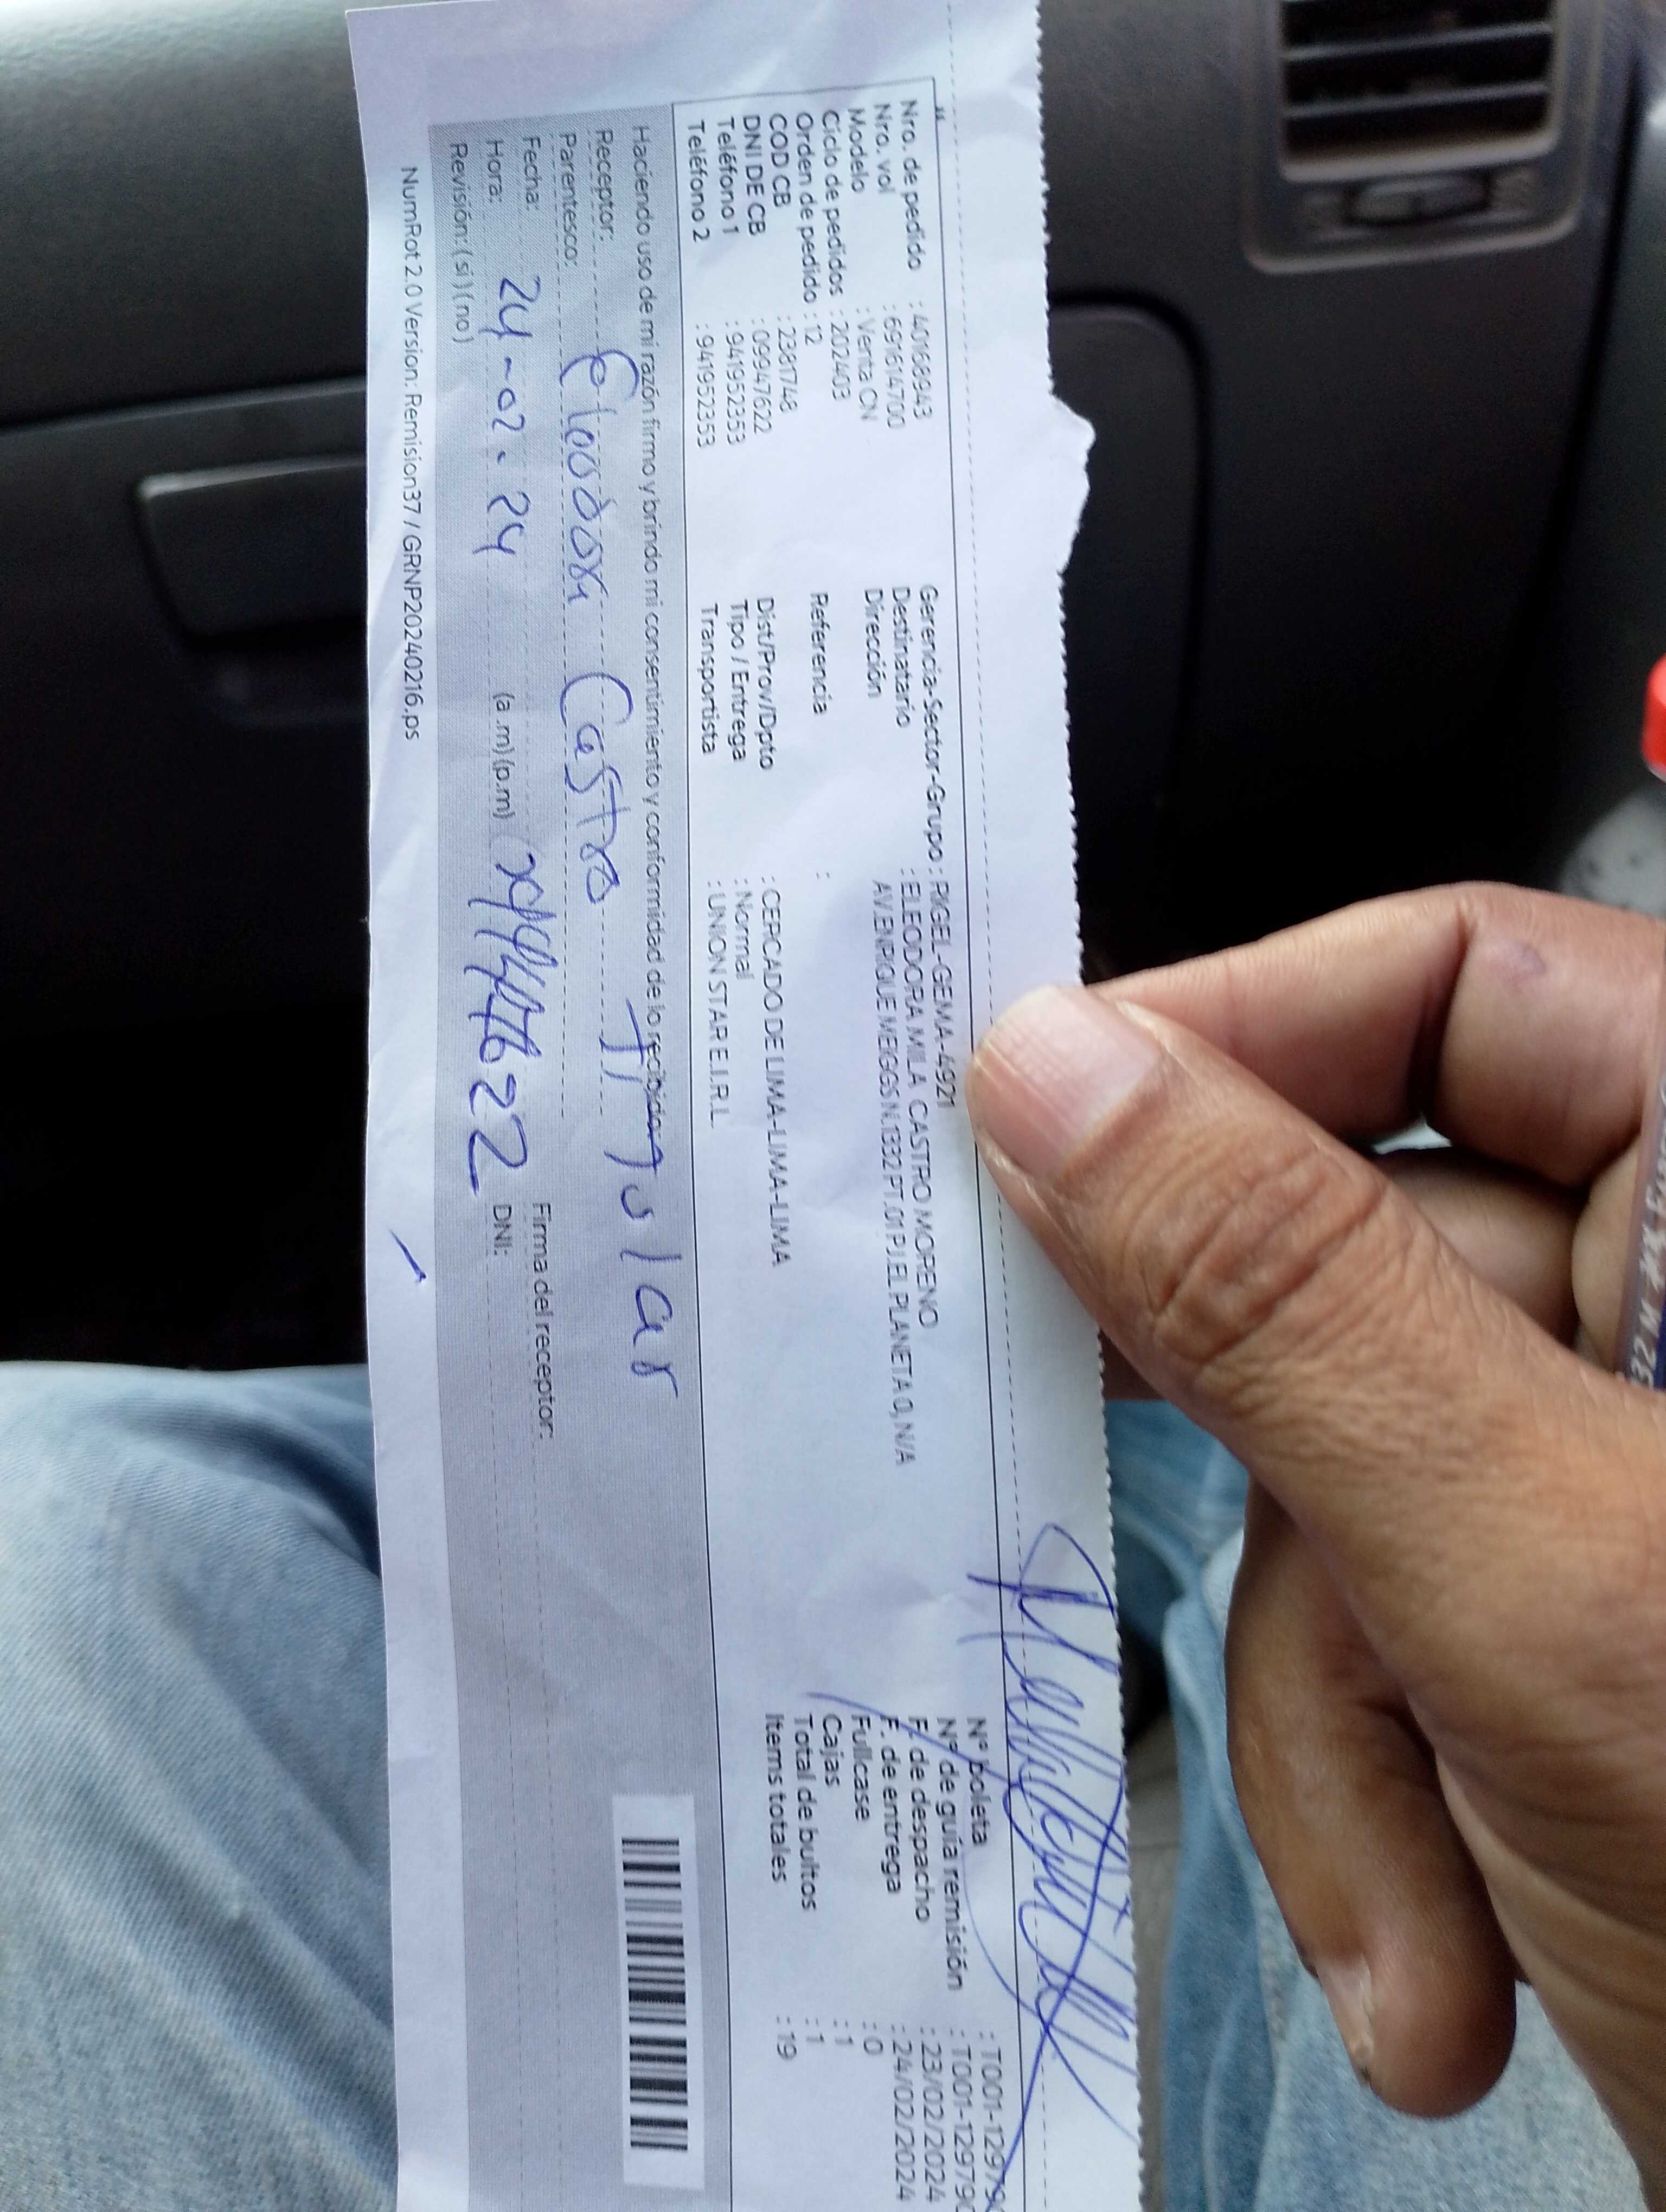 Nro. de pedido : 40168943
Nro. vol : 691614700
Modelo : Venta CN
Ciclo de pedidos : 202403
Orden de pedido : 12
COD CB : 23817748
DNI DE CB : 09947622
Teléfono 1 : 941952353
Teléfono 2 : 941952353
Gerencia-Sector-Grupo : RIGEL-GEMA-4921
Destinatario : ELEODORA MILA CASTRO MORENO
Dirección AV.ENRIQUE MEIGGS N.1332 PT.01 PJ.EL PLANETA 0, N/A
Referencia :
Dist/Prov/Dpto : CERCADO DE LIMA-LIMA-LIMA
Tipo / Entrega : Normal
Transportista : UNION STAR E.I.R.L.
N° boleta : T001-12979
N° de guía remisión : T001-12979
F. de despacho : 23/02/2024
F. de entrega : 24/02/2024
Fullcase : 0
Cajas : 1
Total de bultos : 1
Items totales : 19
Haciendo uso de mi razón firmo y brindo mi consentimiento y conformidad de lo
Receptor: Elodora Castro Titular
Parentesco:
Fecha: 24-02.24
Firma del receptor:
Hora: (a.m) (p.m)
DNI:
Revisión: (si) (no)
NumRot 2.0 Version: Remision37 / GRNP20240216.ps